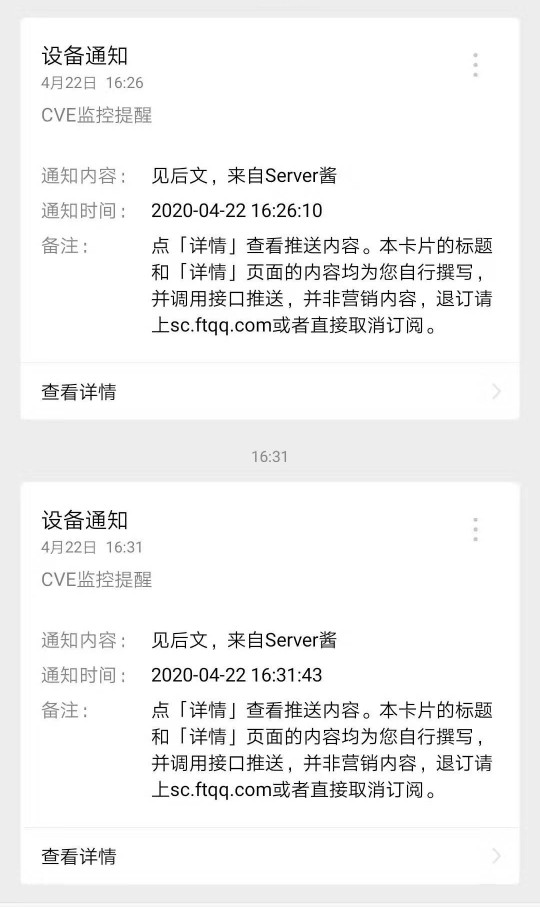 设备通知
4月22日 16:26
CVE监控提醒
通知内容： 见后文，来自Server酱
通知时间： 2020-04-22 16:26:10
备注： 点「详情」查看推送内容。本卡片的标题
和「详情」页面的内容均为您自行撰写，
并调用接口推送，并非营销内容，退订请
上sc.ftqq.com或者直接取消订阅。
查看详情
16:31
设备通知
4月22日 16:31
CVE监控提醒
通知内容： 见后文，来自Server酱
通知时间： 2020-04-22 16:31:43
备注： 点「详情」查看推送内容。本卡片的标题
和「详情」页面的内容均为您自行撰写，
并调用接口推送，并非营销内容，退订请
上sc.ftqq.com或者直接取消订阅。
查看详情